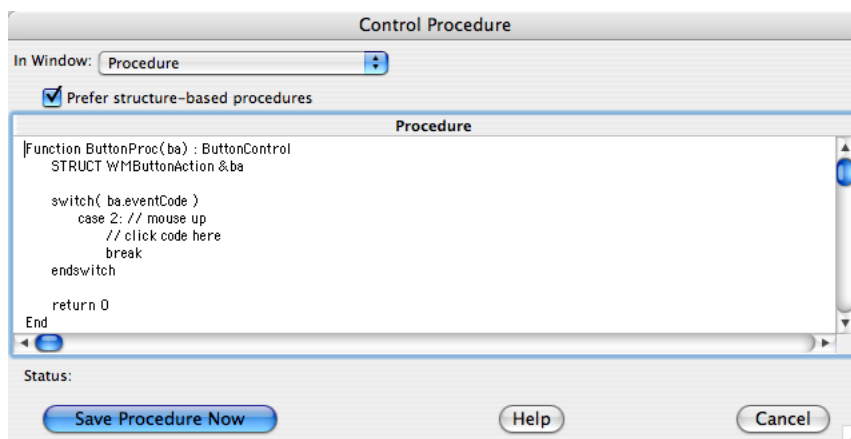 Control Procedure
In Window: Procedure
Prefer structure-based procedures
Procedure
Function ButtonProc(ba) : ButtonControl
STRUCT WMButtonAction &ba
switch( ba.eventCode )
case 2: // mouse up
// click code here
break
endswitch
return 0
End
Status:
Save Procedure Now Help Cancel